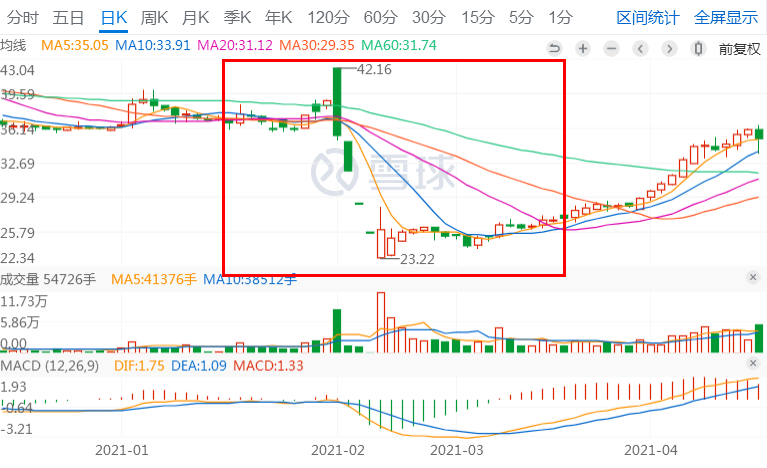 分时 五日 日K 周K 月K 季K 年K 120分 60分 30分 15分 5分 1分 区间统计 全屏显示
均线 MA5:35.05 MA10:33.91 MA20:31.12 MA30:29.35 MA60:31.74 前复权
43.04
42.16
39.59
36.14
32.69
雪球
29.24
25.79
22.34
23.22
成交量 54726手 MA5:41376手 MA10:38512手
11.73万
5.86万
0.00
MACD (12,26,9) DIF:1.75 DEA:1.09 MACD:1.33
1.93
-0.64
-3.21
2021-01 2021-02 2021-03 2021-04